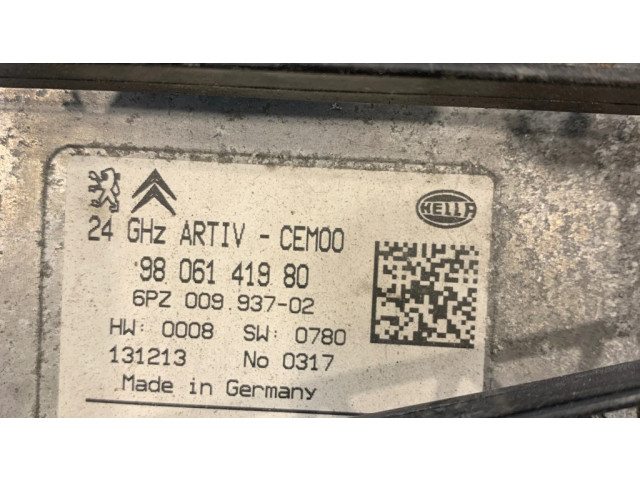 HELLA
24 GHz ARTIV - CEM00
98 061 419 80
6PZ 009.937-02
HW: 0008 SW: 0780
131213 No 0317
Made in Germany